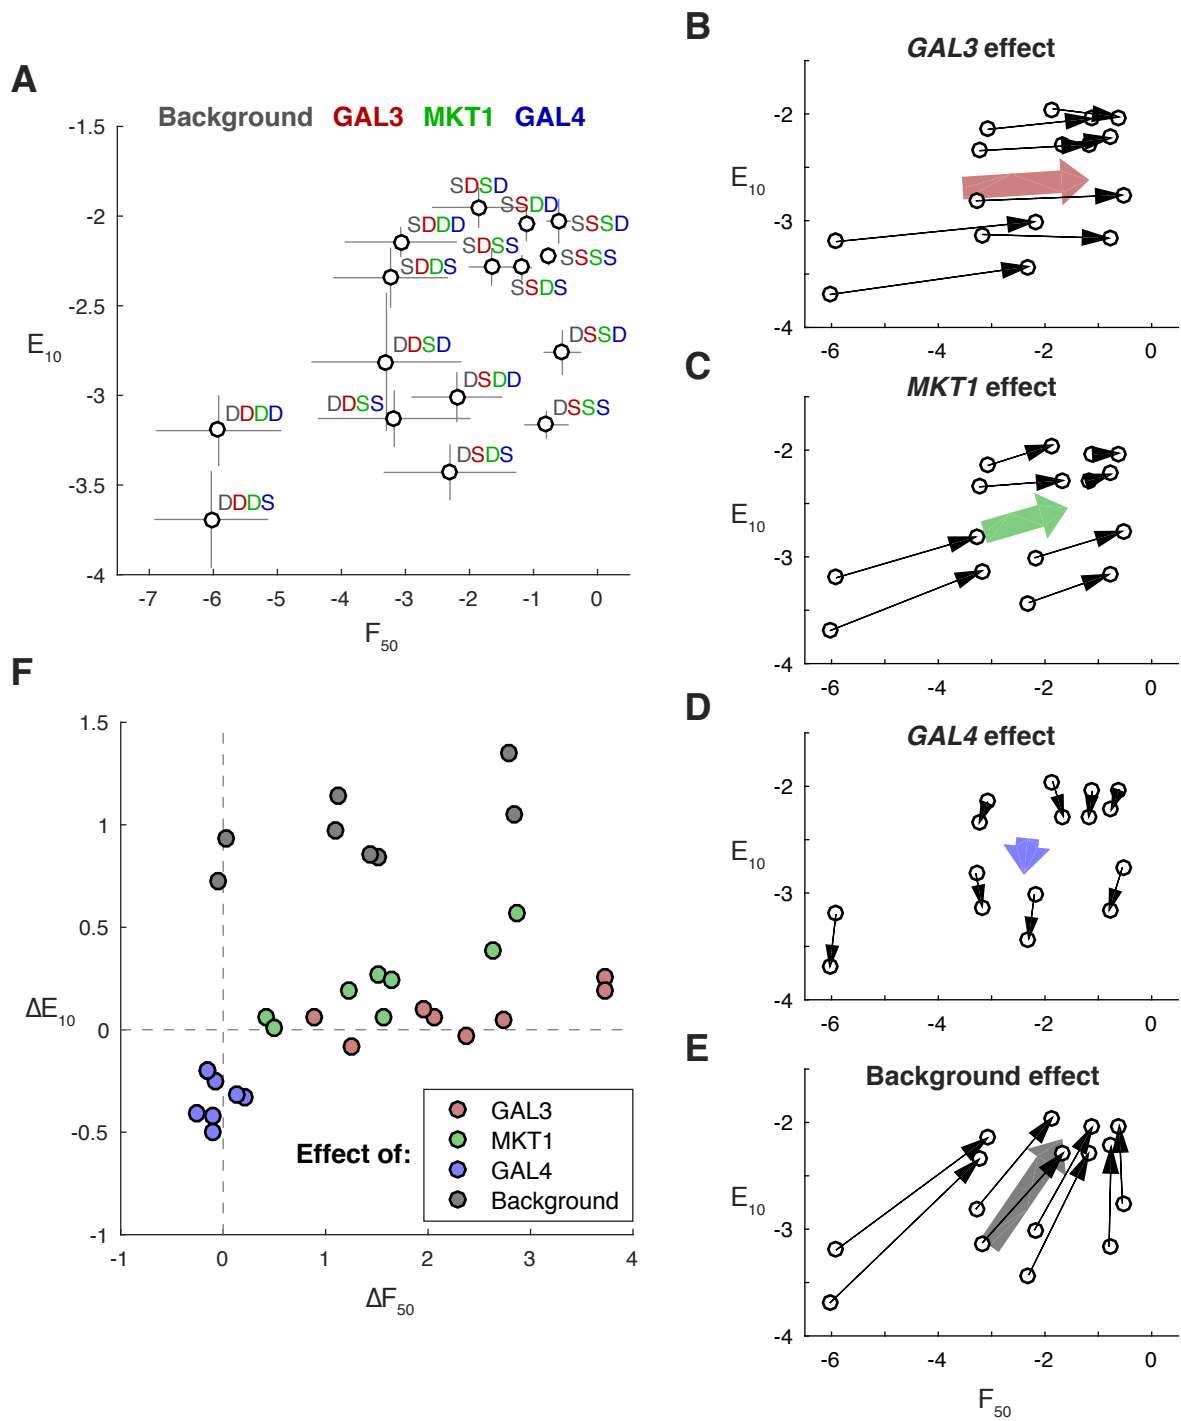 A
Background GAL3 MKT1 GAL4
-1.5
-2
-2.5
-3
-3.5
-4
E10
SDSD
SSDD
SSSD
SDDD
SDSS
SSSS
SDDS
SSDS
DDSD
DSSD
DSDD
DDSS
DSSS
DDDD
DSDS
DDDS
-7 -6 -5 -4 -3 -2 -1 0
F50
B
GAL3 effect
-2
E10
-3
-4
-6 -4 -2 0
C
MKT1 effect
-2
E10
-3
-4
-6 -4 -2 0
D
GAL4 effect
-2
E10
-3
-4
-6 -4 -2 0
E
Background effect
-2
E10
-3
-4
-6 -4 -2 0
F50
F
1.5
1
0.5
0
-0.5
-1
ΔE10
Effect of:
GAL3
MKT1
GAL4
Background
-1 0 1 2 3 4
ΔF50